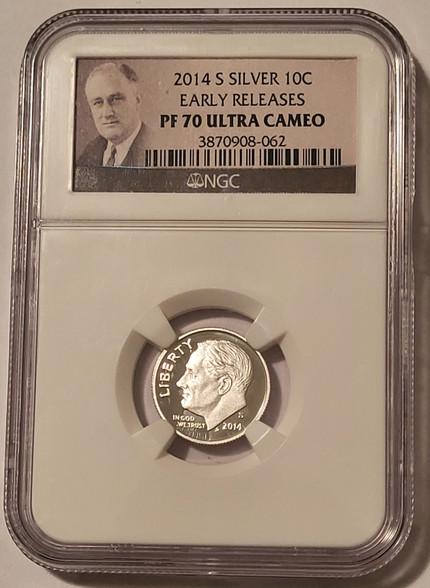 2014 S SILVER 10C
EARLY RELEASES
PF 70 ULTRA CAMEO
3870908-062
NGC
LIBERTY
IN GOD
WE TRUST
S
2014